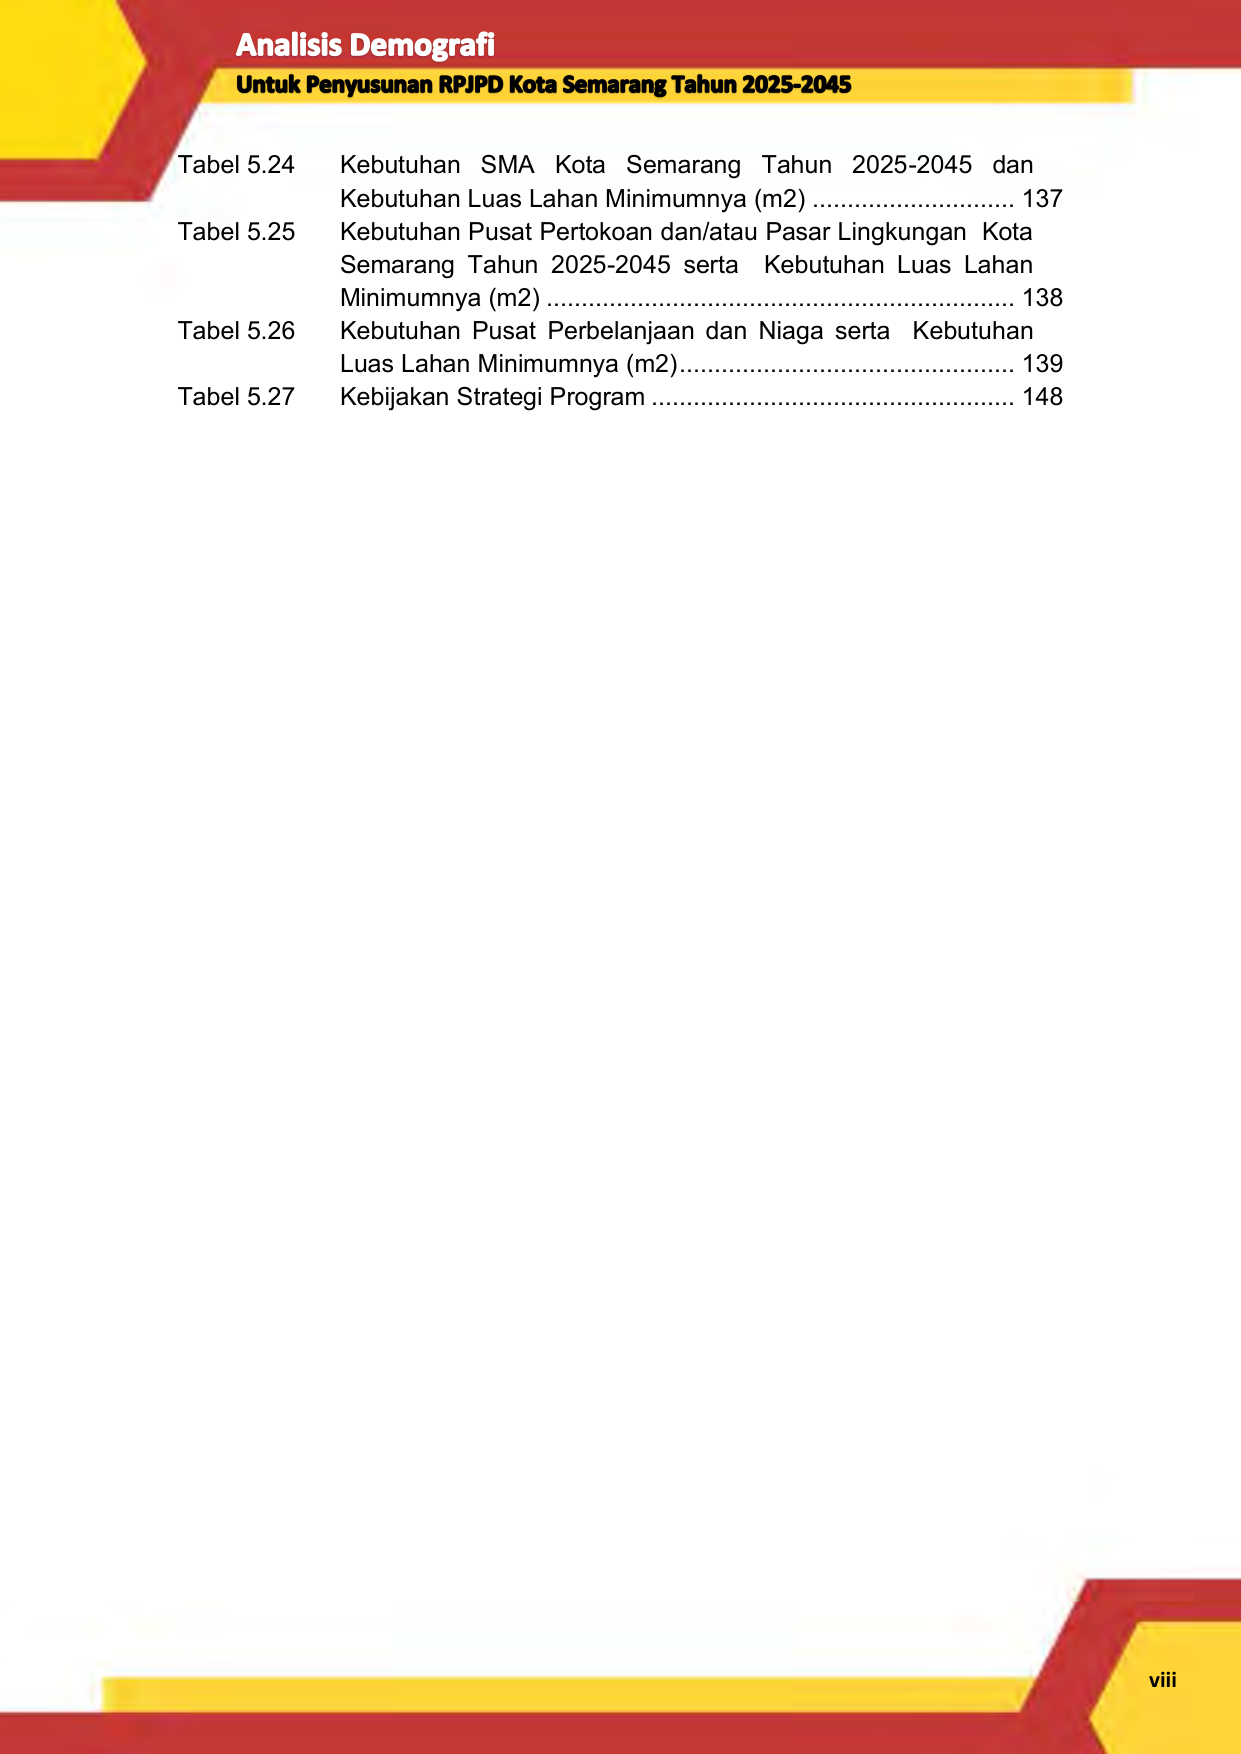 Analisis Demografi
Untuk Penyusunan RPJPD Kota Semarang Tahun 2025-2045
Tabel 5.24 Kebutuhan SMA Kota Semarang Tahun 2025-2045 dan
Kebutuhan Luas Lahan Minimumnya (m2) ............................. 137
Tabel 5.25 Kebutuhan Pusat Pertokoan dan/atau Pasar Lingkungan Kota
Semarang Tahun 2025-2045 serta Kebutuhan Luas Lahan
Minimumnya (m2) ................................................................... 138
Tabel 5.26 Kebutuhan Pusat Perbelanjaan dan Niaga serta Kebutuhan
Luas Lahan Minimumnya (m2)................................................ 139
Tabel 5.27 Kebijakan Strategi Program .................................................... 148
viii